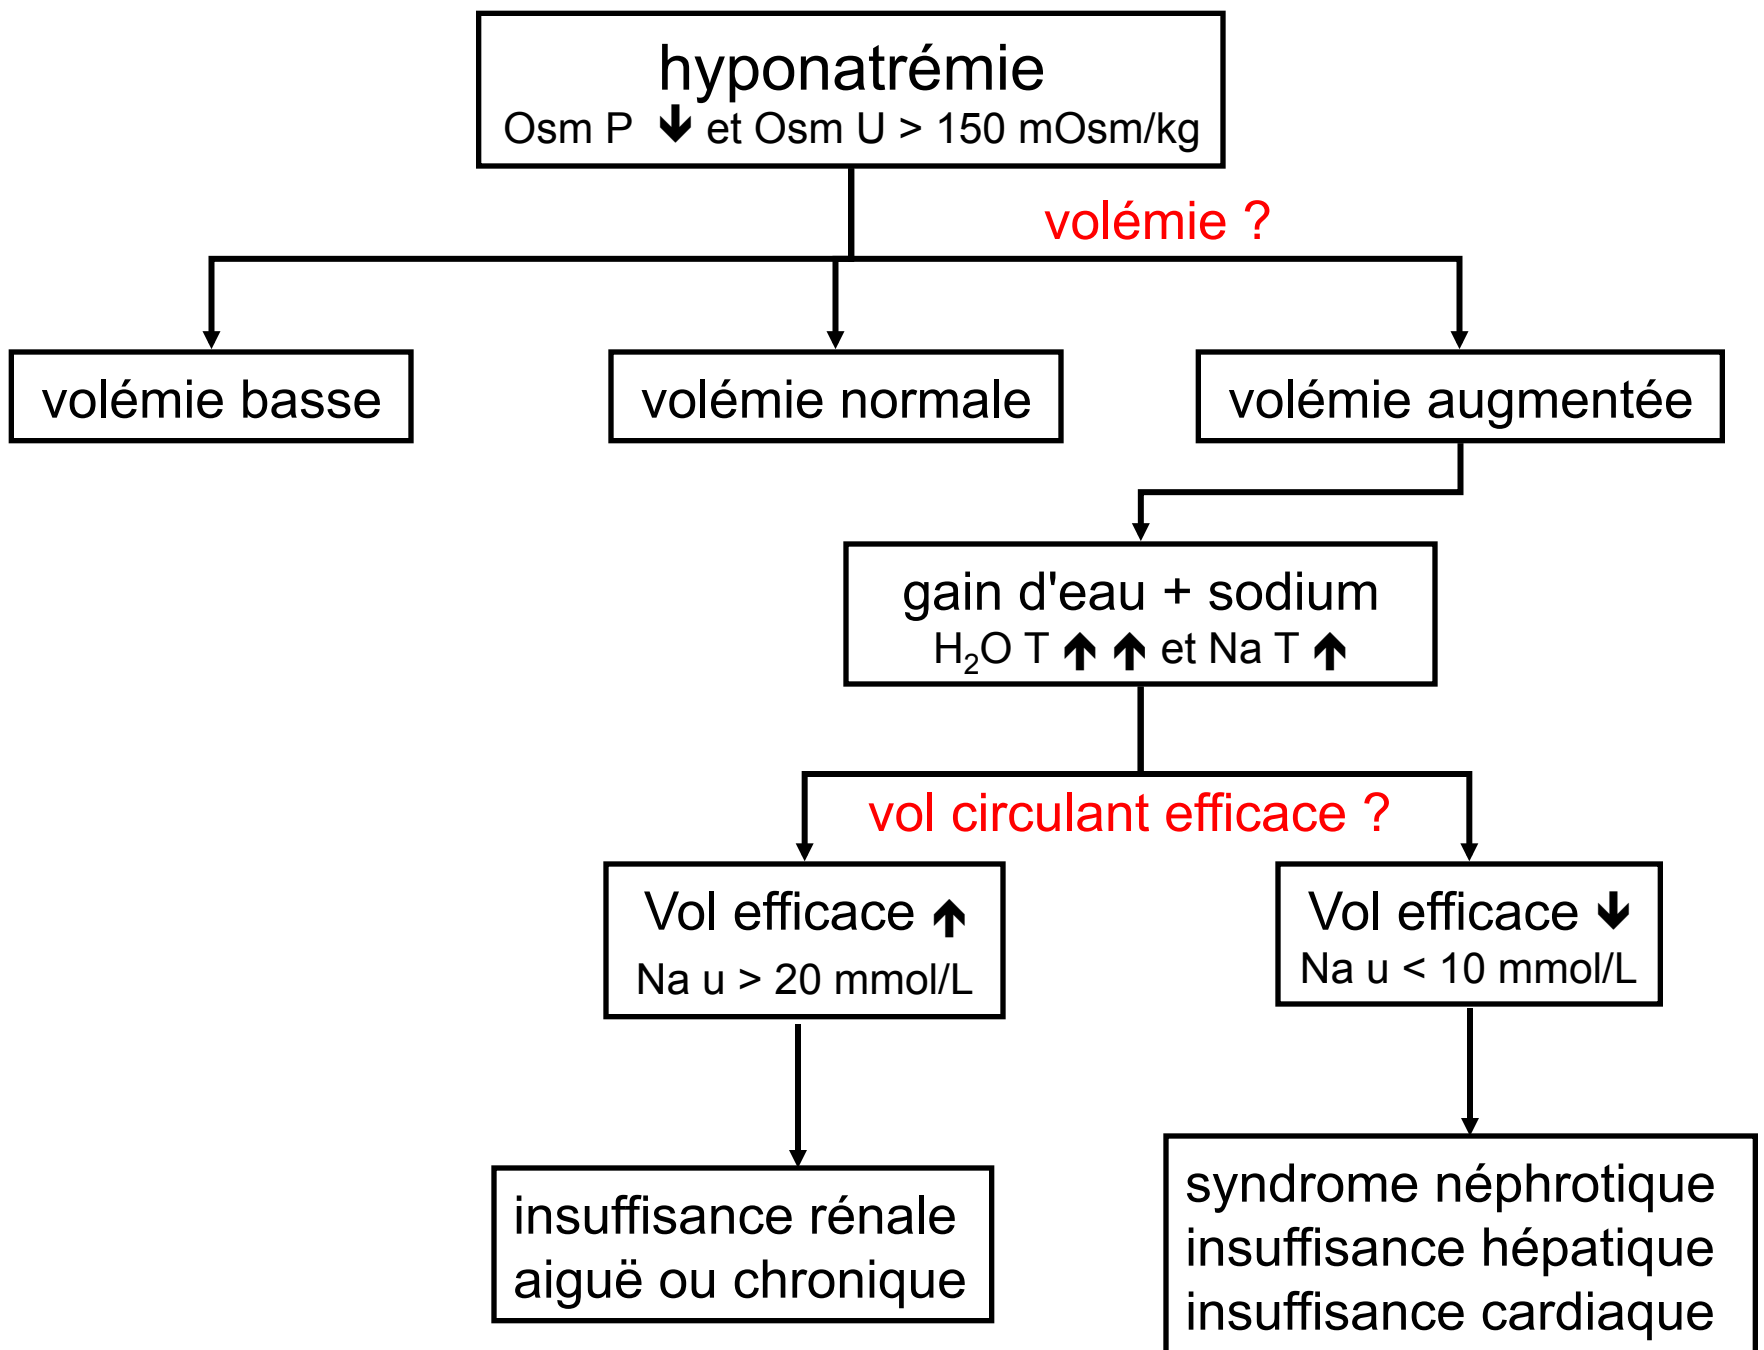 hyponatrémie
Osm P ↓ et Osm U > 150 mOsm/kg
volémie ?
volémie basse
volémie normale
volémie augmentée
gain d'eau + sodium
H₂O T ↑ ↑ et Na T ↑
vol circulant efficace ?
Vol efficace ↑
Na u > 20 mmol/L
Vol efficace ↓
Na u < 10 mmol/L
insuffisance rénale
aiguë ou chronique
syndrome néphrotique
insuffisance hépatique
insuffisance cardiaque